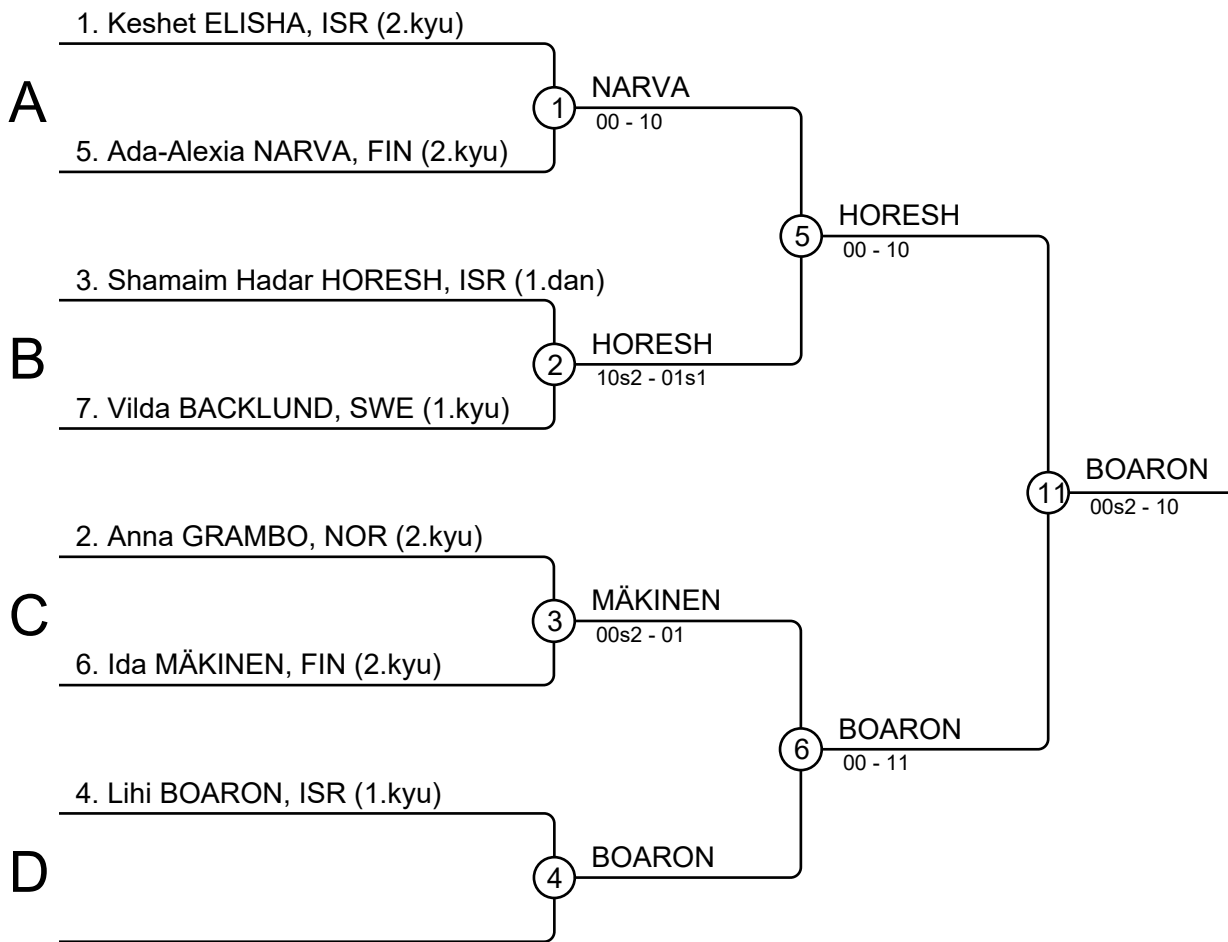 1. Keshet ELISHA, ISR (2.kyu)
A
1
NARVA
00 - 10
5. Ada-Alexia NARVA, FIN (2.kyu)
5
HORESH
00 - 10
3. Shamaim Hadar HORESH, ISR (1.dan)
B
2
HORESH
10s2 - 01s1
7. Vilda BACKLUND, SWE (1.kyu)
11
BOARON
00s2 - 10
2. Anna GRAMBO, NOR (2.kyu)
C
3
MÄKINEN
00s2 - 01
6. Ida MÄKINEN, FIN (2.kyu)
6
BOARON
00 - 11
4. Lihi BOARON, ISR (1.kyu)
D
4
BOARON